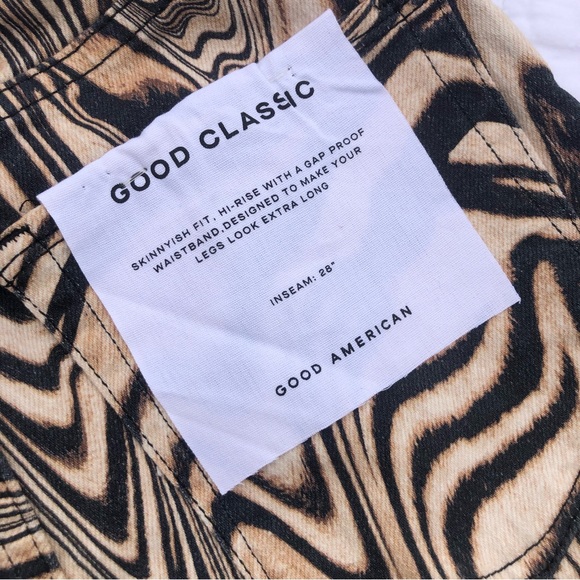 GOOD CLASSIC
SKINNYISH FIT, HI-RISE WITH A GAP PROOF
WAISTBAND, DESIGNED TO MAKE YOUR
LEGS LOOK EXTRA LONG
INSEAM: 28"
GOOD AMERICAN